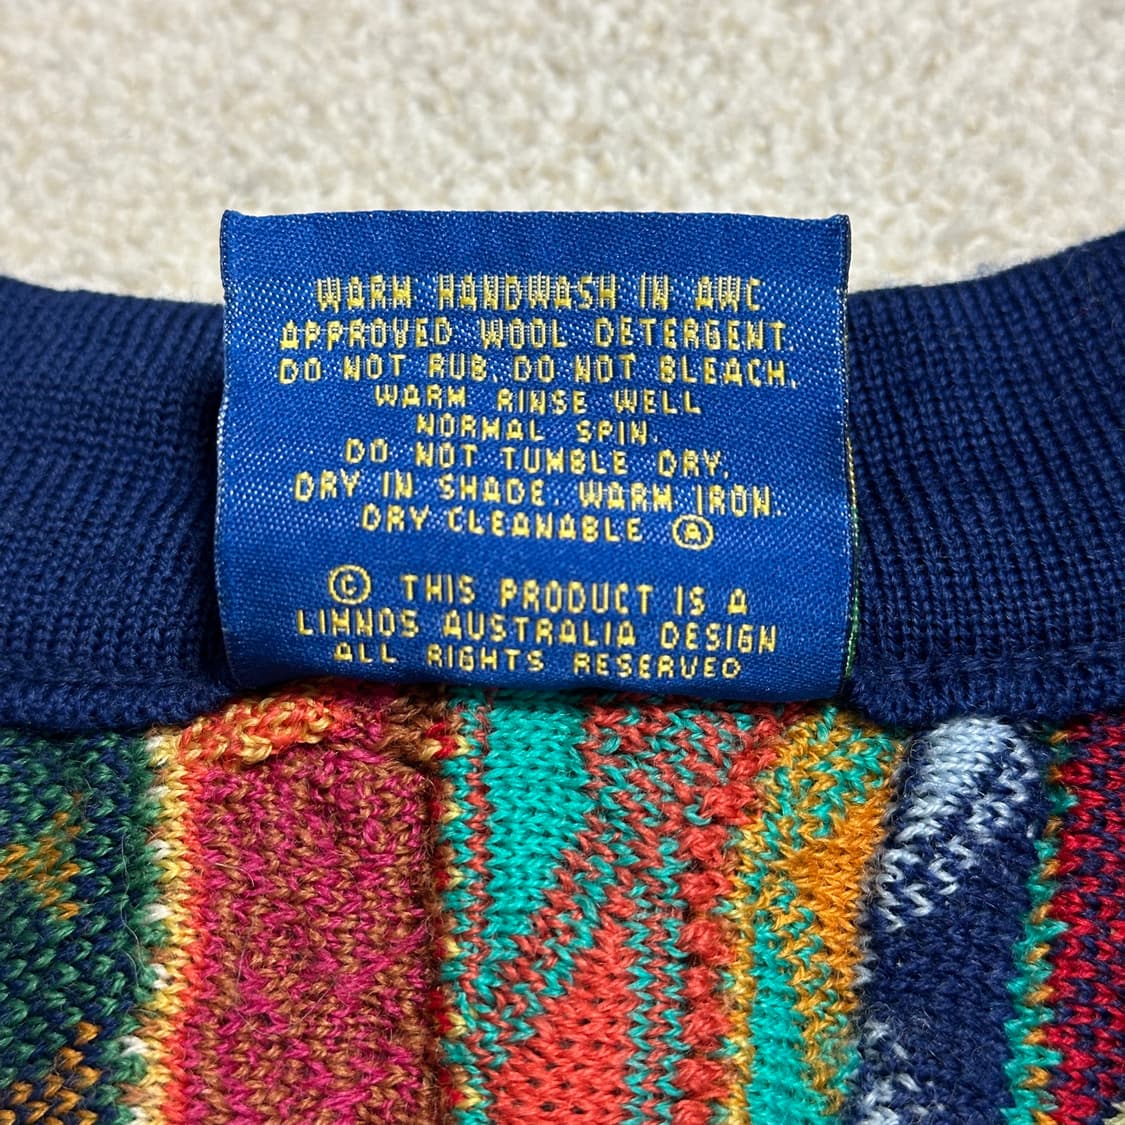 WARM HANDWASH IN AWC
APPROVED WOOL DETERGENT.
DO NOT RUB. DO NOT BLEACH.
WARM RINSE WELL
NORMAL SPIN.
DO NOT TUMBLE DRY.
DRY IN SHADE. WARM IRON.
DRY CLEANABLE Ⓐ
© THIS PRODUCT IS A
LIMNOS AUSTRALIA DESIGN
ALL RIGHTS RESERVED